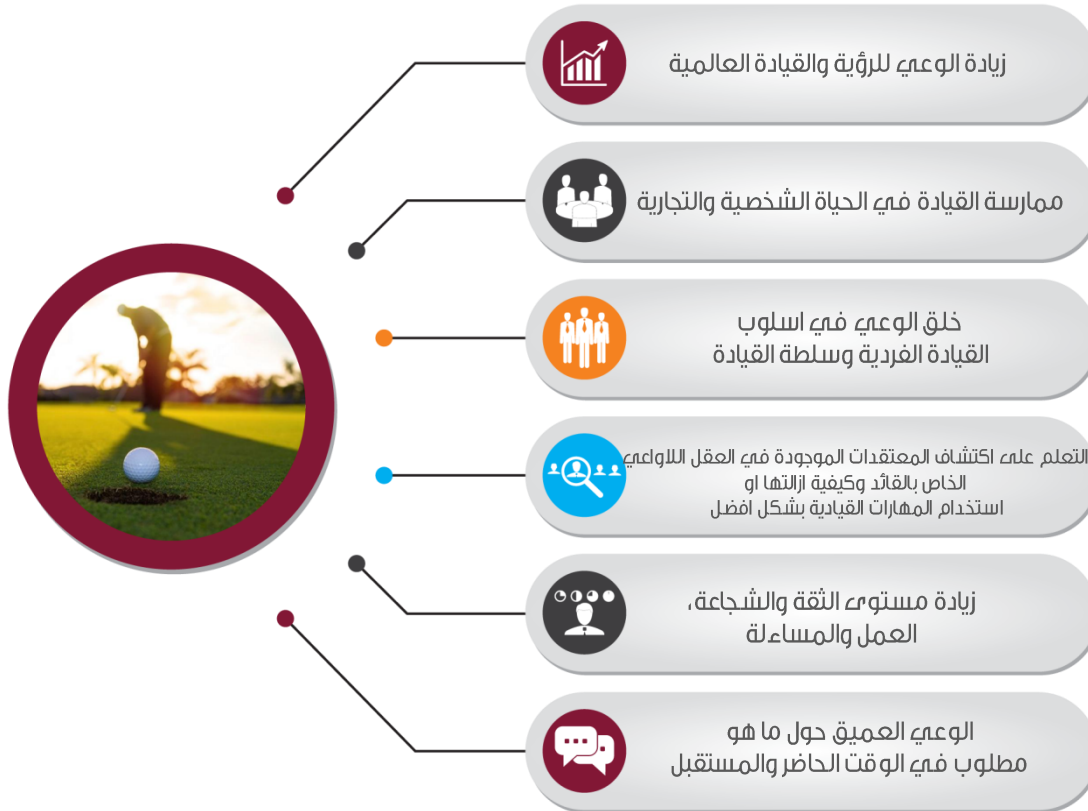 زيادة الوعي للرؤية والقيادة العالمية
ممارسة القيادة في الحياة الشخصية والتجارية
خلق الوعي في اسلوب
القيادة الفردية وسلطة القيادة
التعلم على اكتشاف المعتقدات الموجودة في العقل اللاواعي
الخاص بالقائد وكيفية ازالتها او
استخدام المهارات القيادية بشكل افضل
زيادة مستوى الثقة والشجاعة،
العمل والمساءلة
الوعي العميق حول ما هو
مطلوب في الوقت الحاضر والمستقبل